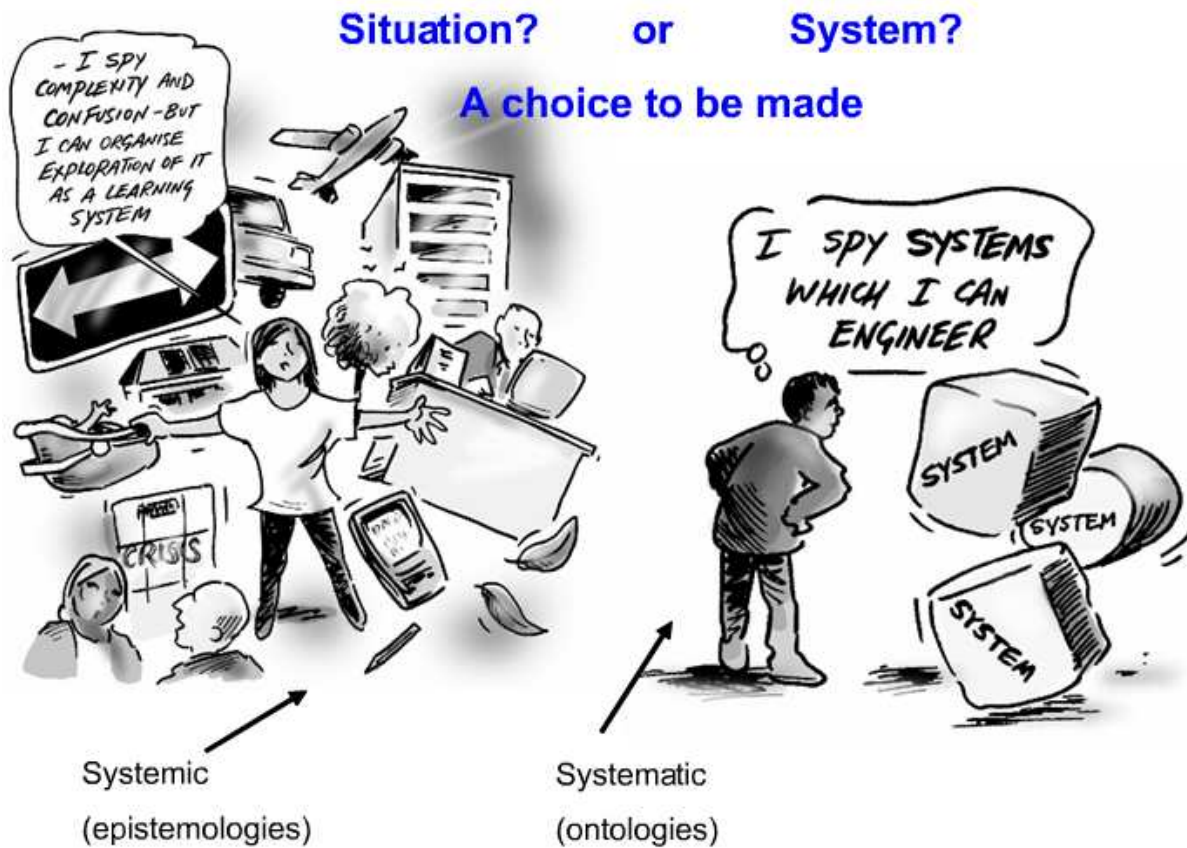 Situation? or System?
A choice to be made
- I SPY
COMPLEXITY AND
CONFUSION - BUT
I CAN ORGANISE
EXPLORATION OF IT
AS A LEARNING
SYSTEM
I SPY SYSTEMS
WHICH I CAN
ENGINEER
SYSTEM
SYSTEM
SYSTEM
CRISIS
Systemic
(epistemologies)
Systematic
(ontologies)